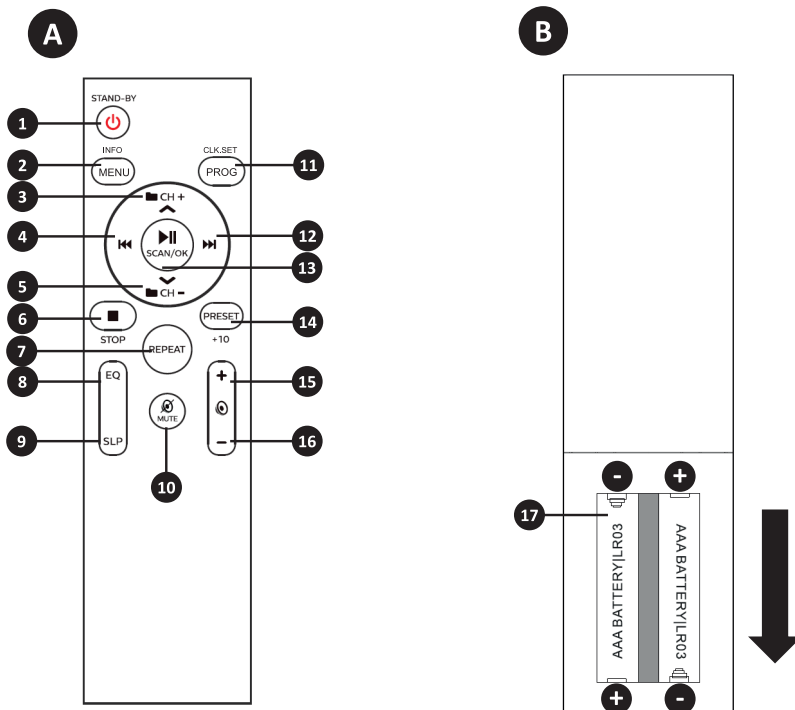 A
B
STAND-BY
1
INFO
CLK.SET
2
MENU
PROG
11
3
CH +
4
12
SCAN/OK
13
5
CH -
6
PRESET
14
STOP
+10
7
REPEAT
8
EQ
+
15
MUTE
9
SLP
-
16
10
- +
17
AAA BATTERY|LR03
AAA BATTERY|LR03
+ -